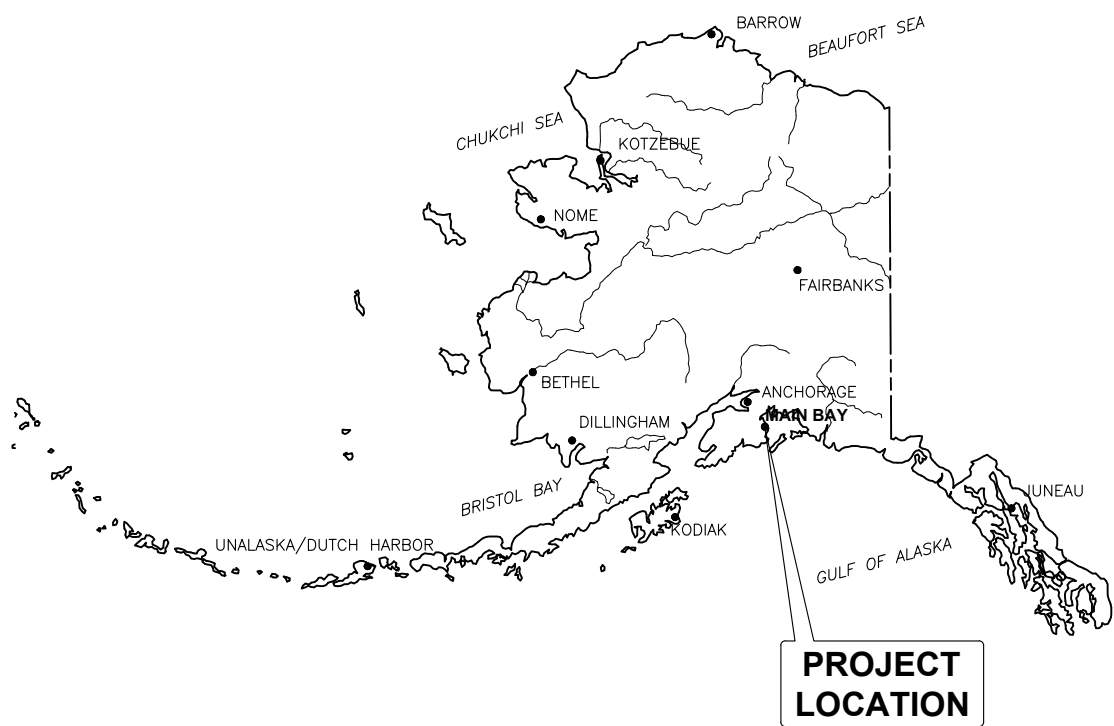 BARROW
BEAUFORT SEA
CHUKCHI SEA
KOTZEBUE
NOME
FAIRBANKS
BETHEL
ANCHORAGE
MAIN BAY
DILLINGHAM
BRISTOL BAY
JUNEAU
KODIAK
UNALASKA/DUTCH HARBOR
GULF OF ALASKA
PROJECT
LOCATION